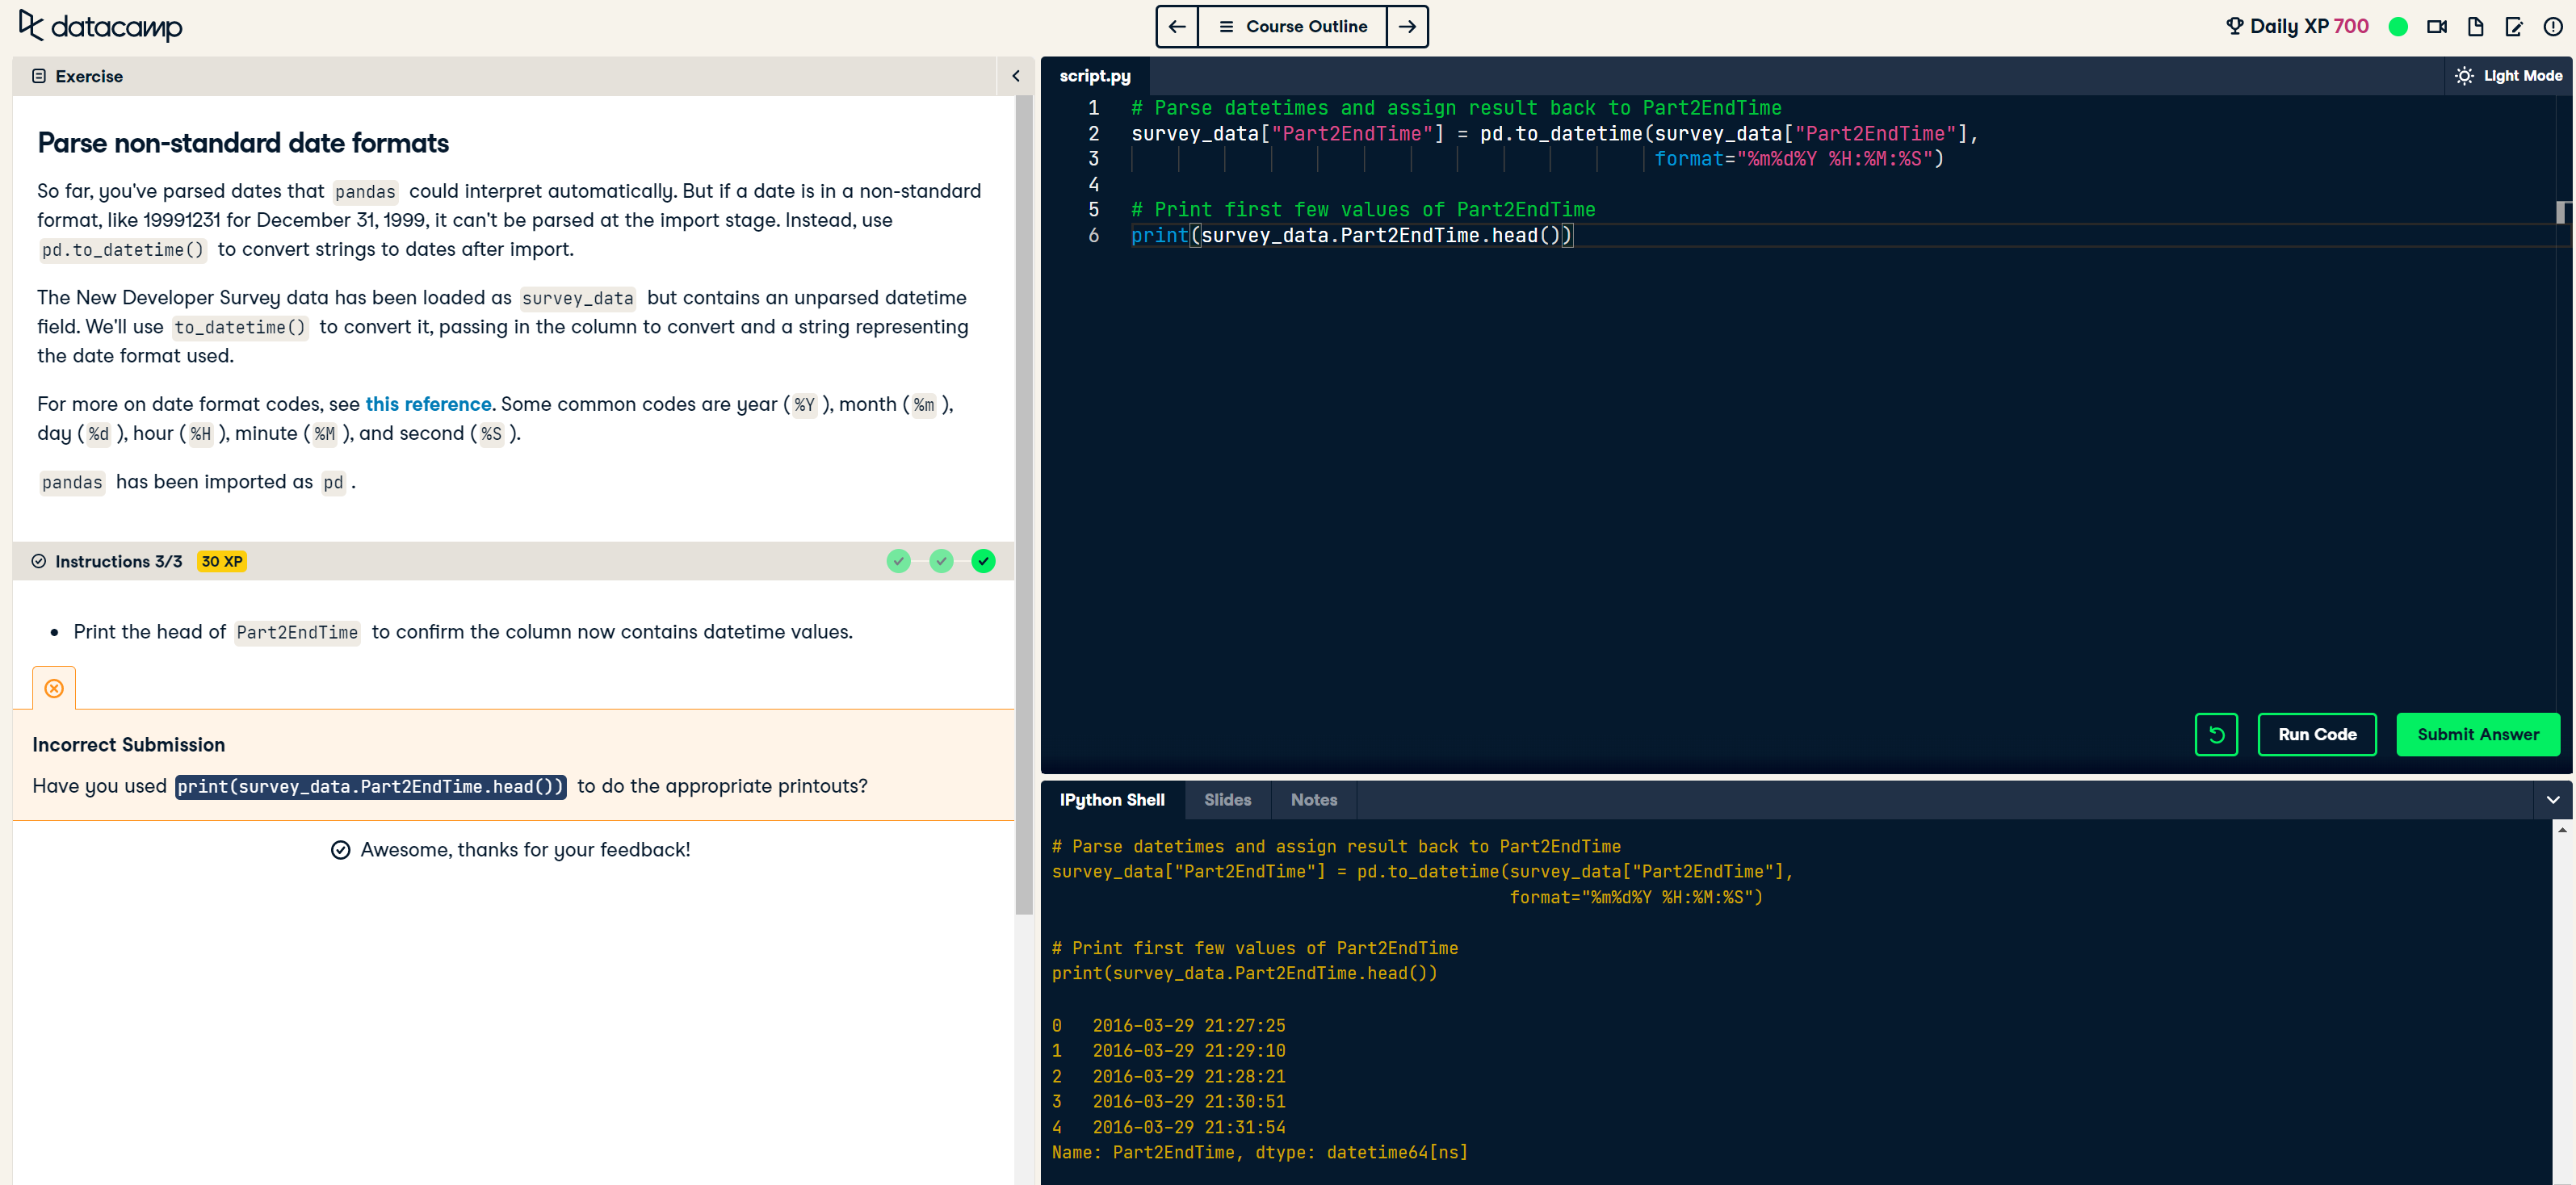 datacamp
Course Outline
Daily XP 700
Exercise
Parse non-standard date formats
So far, you've parsed dates that pandas could interpret automatically. But if a date is in a non-standard
format, like 19991231 for December 31, 1999, it can't be parsed at the import stage. Instead, use
pd.to_datetime() to convert strings to dates after import.
The New Developer Survey data has been loaded as survey_data but contains an unparsed datetime
field. We'll use to_datetime() to convert it, passing in the column to convert and a string representing
the date format used.
For more on date format codes, see this reference. Some common codes are year (%Y), month (%m),
day (%d), hour (%H), minute (%M), and second (%S).
pandas has been imported as pd.
Instructions 3/3 30 XP
• Print the head of Part2EndTime to confirm the column now contains datetime values.
Incorrect Submission
Have you used print(survey_data.Part2EndTime.head()) to do the appropriate printouts?
Awesome, thanks for your feedback!
script.py
Light Mode
1 # Parse datetimes and assign result back to Part2EndTime
2 survey_data["Part2EndTime"] = pd.to_datetime(survey_data["Part2EndTime"],
3 format="%m%d%Y %H:%M:%S")
4
5 # Print first few values of Part2EndTime
6 print(survey_data.Part2EndTime.head())
Run Code
Submit Answer
IPython Shell Slides Notes
# Parse datetimes and assign result back to Part2EndTime
survey_data["Part2EndTime"] = pd.to_datetime(survey_data["Part2EndTime"],
format="%m%d%Y %H:%M:%S")
# Print first few values of Part2EndTime
print(survey_data.Part2EndTime.head())
0 2016-03-29 21:27:25
1 2016-03-29 21:29:10
2 2016-03-29 21:28:21
3 2016-03-29 21:30:51
4 2016-03-29 21:31:54
Name: Part2EndTime, dtype: datetime64[ns]